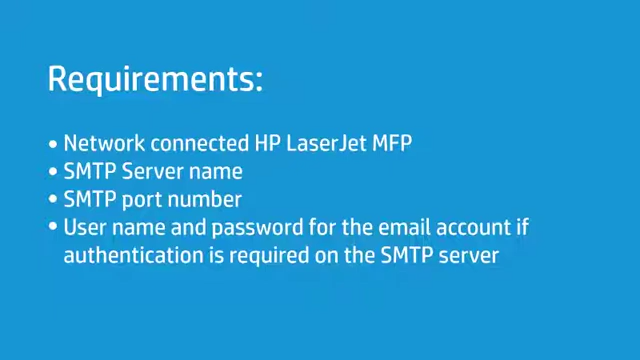 Requirements:
• Network connected HP LaserJet MFP
• SMTP Server name
• SMTP port number
• User name and password for the email account if
authentication is required on the SMTP server